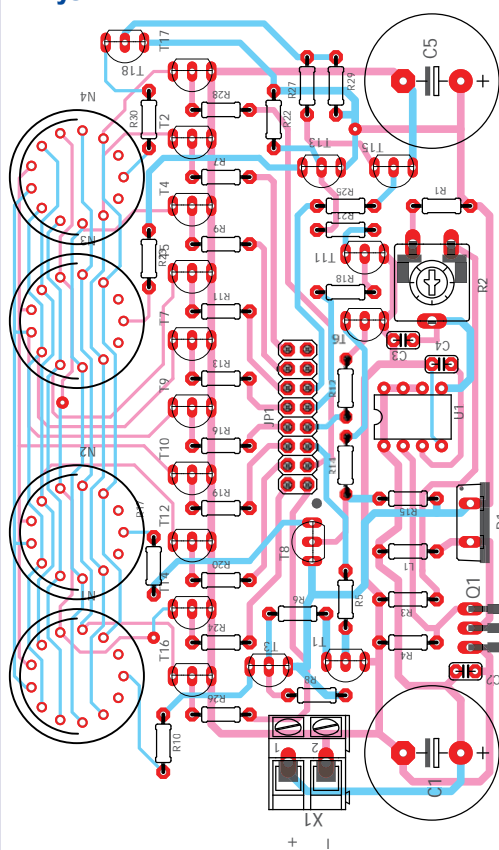 T17
C5
T18
N4
R28
R27
R29
R30
T2
R22
R7
T13
T15
T4
R25
R1
N3
R9
R21
R23
T11
R2
R11
R18
T7
T6
C3
C4
R13
T9
R12
JP1
U1
R16
T10
N2
R14
R19
R17
R15
T12
T8
R20
L1
T14
N1
R5
Q1
R6
R3
R24
T1
R4
T16
T3
C2
R8
R26
R10
1
2
C1
X1
+